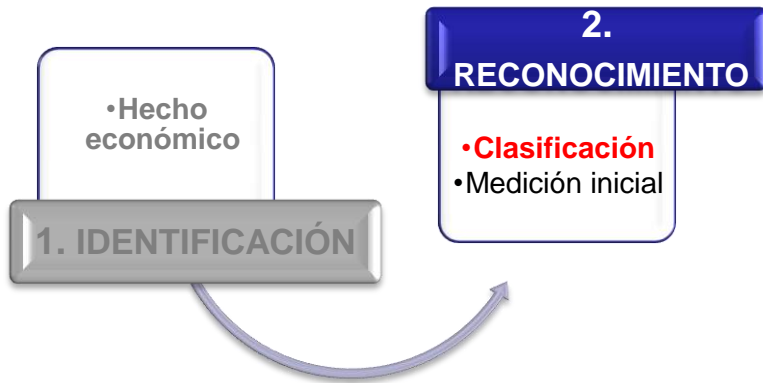 •Hecho
económico
1. IDENTIFICACIÓN
2.
RECONOCIMIENTO
•Clasificación
•Medición inicial